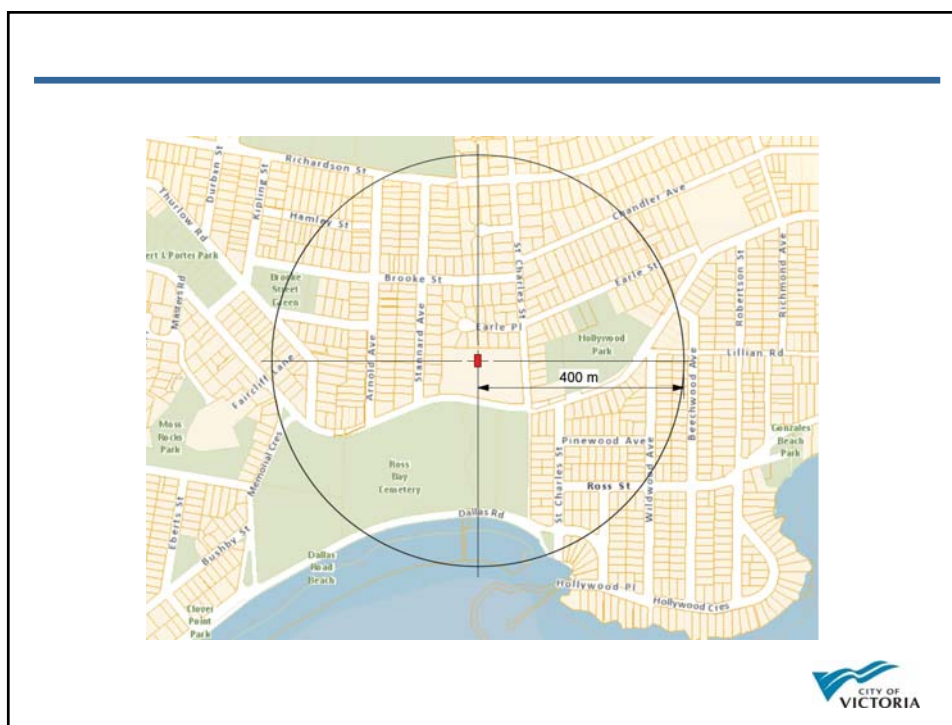 Richardson St
Durban St
Kipling St
Thurlow Rd
Hamley St
Chandler Ave
St Charles St
ert L Porter Park
Masters Rd
Brooke
Street
Green
Brooke St
Earle St
Robertson St
Richmond Ave
Earle Pl
Hollywood
Park
Arnold Ave
Stannard Ave
Faircliff Lane
Lillian Rd
400 m
Beechwood Ave
Moss
Rocks
Park
Memorial Cres
Pinewood Ave
Gonzales
Beach
Park
Ross
Bay
Cemetery
St Charles St
Ross St
Wildwood Ave
Eberts St
Bushby St
Dallas Rd
Dallas
Road
Beach
Hollywood Pl
Hollywood Cres
Clover
Point
Park
CITY OF
VICTORIA